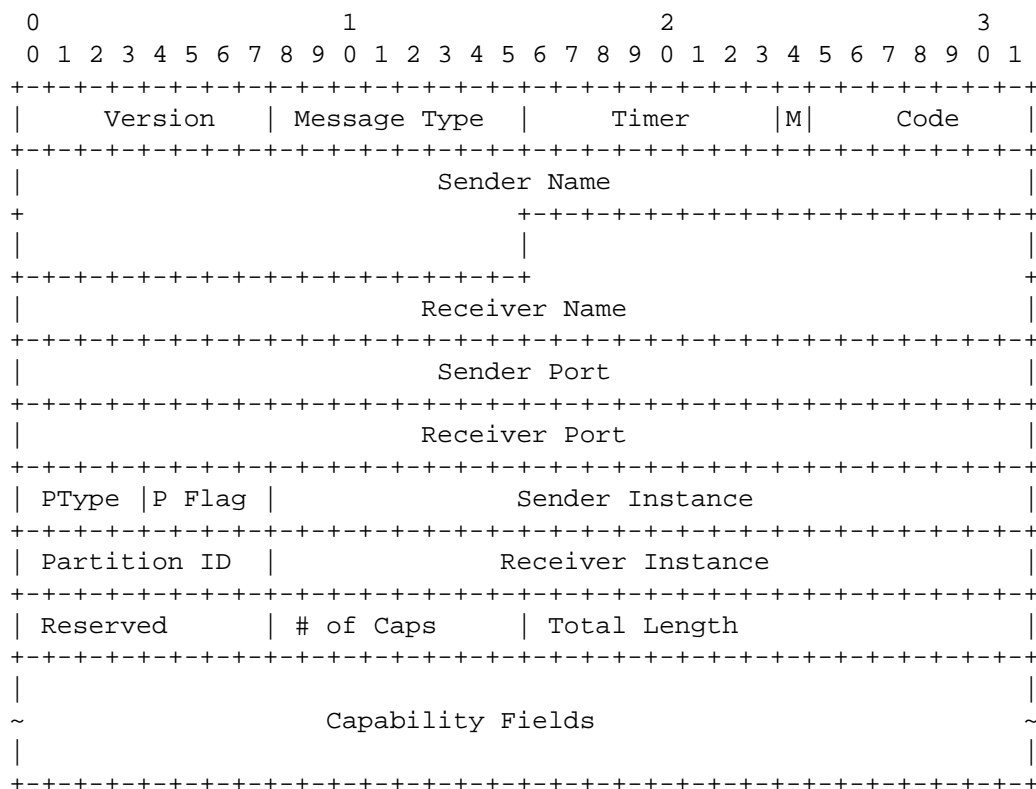 0                   1                   2                   3
 0 1 2 3 4 5 6 7 8 9 0 1 2 3 4 5 6 7 8 9 0 1 2 3 4 5 6 7 8 9 0 1
+-+-+-+-+-+-+-+-+-+-+-+-+-+-+-+-+-+-+-+-+-+-+-+-+-+-+-+-+-+-+-+-+
|     Version   | Message Type  |     Timer     |M|     Code    |
+-+-+-+-+-+-+-+-+-+-+-+-+-+-+-+-+-+-+-+-+-+-+-+-+-+-+-+-+-+-+-+-+
|                          Sender Name                          |
+                               +-+-+-+-+-+-+-+-+-+-+-+-+-+-+-+-+
|                               |                               |
+-+-+-+-+-+-+-+-+-+-+-+-+-+-+-+-+                               +
|                         Receiver Name                         |
+-+-+-+-+-+-+-+-+-+-+-+-+-+-+-+-+-+-+-+-+-+-+-+-+-+-+-+-+-+-+-+-+
|                          Sender Port                          |
+-+-+-+-+-+-+-+-+-+-+-+-+-+-+-+-+-+-+-+-+-+-+-+-+-+-+-+-+-+-+-+-+
|                         Receiver Port                         |
+-+-+-+-+-+-+-+-+-+-+-+-+-+-+-+-+-+-+-+-+-+-+-+-+-+-+-+-+-+-+-+-+
| PType |P Flag |               Sender Instance                 |
+-+-+-+-+-+-+-+-+-+-+-+-+-+-+-+-+-+-+-+-+-+-+-+-+-+-+-+-+-+-+-+-+
| Partition ID  |              Receiver Instance                |
+-+-+-+-+-+-+-+-+-+-+-+-+-+-+-+-+-+-+-+-+-+-+-+-+-+-+-+-+-+-+-+-+
| Reserved      | # of Caps     | Total Length                  |
+-+-+-+-+-+-+-+-+-+-+-+-+-+-+-+-+-+-+-+-+-+-+-+-+-+-+-+-+-+-+-+-+
|                                                               |
~                   Capability Fields                           ~
|                                                               |
+-+-+-+-+-+-+-+-+-+-+-+-+-+-+-+-+-+-+-+-+-+-+-+-+-+-+-+-+-+-+-+-+